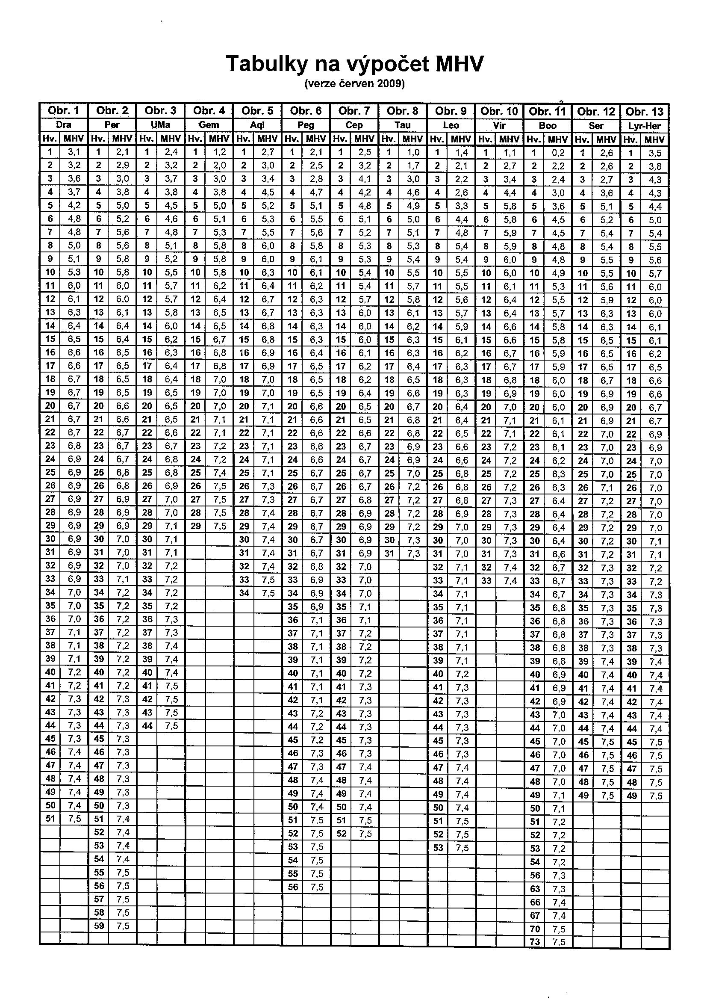 Tabulky na výpočet MHV
(verze červen 2009)
Obr. 1 Obr. 2 Obr. 3 Obr. 4 Obr. 5 Obr. 6 Obr. 7 Obr. 8 Obr. 9 Obr. 10 Obr. 11 Obr. 12 Obr. 13
Dra Per UMa Gem Aql Peg Cep Tau Leo Vir Boo Ser Lyr-Her
Hv. MHV Hv. MHV Hv. MHV Hv. MHV Hv. MHV Hv. MHV Hv. MHV Hv. MHV Hv. MHV Hv. MHV Hv. MHV Hv. MHV Hv. MHV
1 3,1 1 2,1 1 2,4 1 1,2 1 2,7 1 2,1 1 2,5 1 1,0 1 1,4 1 1,1 1 0,2 1 2,6 1 3,5
2 3,2 2 2,9 2 3,2 2 2,0 2 3,0 2 2,5 2 3,2 2 1,7 2 2,1 2 2,7 2 2,2 2 2,6 2 3,8
3 3,6 3 3,0 3 3,7 3 3,0 3 3,4 3 2,8 3 4,1 3 3,0 3 2,2 3 3,4 3 2,4 3 2,7 3 4,3
4 3,7 4 3,8 4 3,8 4 3,8 4 4,5 4 4,7 4 4,2 4 4,6 4 2,6 4 4,4 4 3,0 4 3,6 4 4,3
5 4,2 5 5,0 5 4,5 5 5,0 5 5,2 5 5,1 5 4,8 5 4,9 5 3,3 5 5,8 5 3,6 5 5,1 5 4,4
6 4,8 6 5,2 6 4,6 6 5,1 6 5,3 6 5,5 6 5,1 6 5,0 6 4,4 6 5,8 6 4,5 6 5,2 6 5,0
7 4,8 7 5,6 7 4,8 7 5,3 7 5,5 7 5,6 7 5,2 7 5,1 7 4,8 7 5,9 7 4,5 7 5,4 7 5,4
8 5,0 8 5,6 8 5,1 8 5,8 8 6,0 8 5,8 8 5,3 8 5,3 8 5,4 8 5,9 8 4,8 8 5,4 8 5,5
9 5,1 9 5,8 9 5,2 9 5,8 9 6,0 9 6,1 9 5,3 9 5,4 9 5,4 9 6,0 9 4,8 9 5,5 9 5,6
10 5,3 10 5,8 10 5,5 10 5,8 10 6,3 10 6,1 10 5,4 10 5,5 10 5,5 10 6,0 10 4,9 10 5,5 10 5,7
11 6,0 11 6,0 11 5,7 11 6,2 11 6,4 11 6,2 11 5,4 11 5,7 11 5,5 11 6,1 11 5,3 11 5,6 11 6,0
12 6,1 12 6,0 12 5,7 12 6,4 12 6,7 12 6,3 12 5,7 12 5,8 12 5,6 12 6,4 12 5,5 12 5,9 12 6,0
13 6,3 13 6,1 13 5,8 13 6,5 13 6,7 13 6,3 13 6,0 13 6,1 13 5,7 13 6,4 13 5,7 13 6,3 13 6,0
14 6,4 14 6,4 14 6,0 14 6,5 14 6,8 14 6,3 14 6,0 14 6,2 14 5,9 14 6,6 14 5,8 14 6,3 14 6,1
15 6,5 15 6,4 15 6,2 15 6,7 15 6,8 15 6,3 15 6,0 15 6,3 15 6,1 15 6,6 15 5,8 15 6,5 15 6,1
16 6,6 16 6,5 16 6,3 16 6,8 16 6,9 16 6,4 16 6,1 16 6,3 16 6,2 16 6,7 16 5,9 16 6,5 16 6,2
17 6,6 17 6,5 17 6,4 17 6,8 17 6,9 17 6,5 17 6,2 17 6,4 17 6,3 17 6,7 17 5,9 17 6,5 17 6,5
18 6,7 18 6,5 18 6,4 18 7,0 18 7,0 18 6,5 18 6,2 18 6,5 18 6,3 18 6,8 18 6,0 18 6,7 18 6,6
19 6,7 19 6,5 19 6,5 19 7,0 19 7,0 19 6,5 19 6,4 19 6,6 19 6,3 19 6,9 19 6,0 19 6,9 19 6,6
20 6,7 20 6,6 20 6,5 20 7,0 20 7,1 20 6,6 20 6,5 20 6,7 20 6,4 20 7,0 20 6,0 20 6,9 20 6,7
21 6,7 21 6,6 21 6,5 21 7,1 21 7,1 21 6,6 21 6,5 21 6,8 21 6,4 21 7,1 21 6,1 21 6,9 21 6,7
22 6,7 22 6,7 22 6,6 22 7,1 22 7,1 22 6,6 22 6,6 22 6,8 22 6,5 22 7,1 22 6,1 22 7,0 22 6,9
23 6,8 23 6,7 23 6,7 23 7,2 23 7,1 23 6,6 23 6,7 23 6,9 23 6,6 23 7,2 23 6,1 23 7,0 23 6,9
24 6,9 24 6,7 24 6,8 24 7,2 24 7,1 24 6,6 24 6,7 24 6,9 24 6,6 24 7,2 24 6,2 24 7,0 24 7,0
25 6,9 25 6,8 25 6,8 25 7,4 25 7,1 25 6,7 25 6,7 25 7,0 25 6,8 25 7,2 25 6,3 25 7,0 25 7,0
26 6,9 26 6,8 26 6,9 26 7,5 26 7,3 26 6,7 26 6,7 26 7,2 26 6,8 26 7,2 26 6,3 26 7,1 26 7,0
27 6,9 27 6,9 27 7,0 27 7,5 27 7,3 27 6,7 27 6,8 27 7,2 27 6,8 27 7,3 27 6,4 27 7,2 27 7,0
28 6,9 28 6,9 28 7,0 28 7,5 28 7,4 28 6,7 28 6,9 28 7,2 28 6,9 28 7,3 28 6,4 28 7,2 28 7,0
29 6,9 29 6,9 29 7,1 29 7,5 29 7,4 29 6,7 29 6,9 29 7,2 29 7,0 29 7,3 29 6,4 29 7,2 29 7,0
30 6,9 30 7,0 30 7,1 30 7,4 30 6,7 30 6,9 30 7,3 30 7,0 30 7,3 30 6,4 30 7,2 30 7,1
31 6,9 31 7,0 31 7,1 31 7,4 31 6,7 31 6,9 31 7,3 31 7,0 31 7,3 31 6,6 31 7,2 31 7,1
32 6,9 32 7,0 32 7,2 32 7,4 32 6,8 32 7,0 32 7,1 32 7,4 32 6,7 32 7,3 32 7,2
33 6,9 33 7,1 33 7,2 33 7,5 33 6,9 33 7,0 33 7,1 33 7,4 33 6,7 33 7,3 33 7,2
34 7,0 34 7,2 34 7,2 34 7,5 34 6,9 34 7,0 34 7,1 34 6,7 34 7,3 34 7,3
35 7,0 35 7,2 35 7,2 35 6,9 35 7,1 35 7,1 35 6,8 35 7,3 35 7,3
36 7,0 36 7,2 36 7,3 36 7,1 36 7,1 36 7,1 36 6,8 36 7,3 36 7,3
37 7,1 37 7,2 37 7,3 37 7,1 37 7,2 37 7,1 37 6,8 37 7,3 37 7,3
38 7,1 38 7,2 38 7,4 38 7,1 38 7,2 38 7,1 38 6,8 38 7,3 38 7,3
39 7,1 39 7,2 39 7,4 39 7,1 39 7,2 39 7,1 39 6,8 39 7,4 39 7,4
40 7,2 40 7,2 40 7,4 40 7,1 40 7,2 40 7,2 40 6,9 40 7,4 40 7,4
41 7,2 41 7,2 41 7,5 41 7,1 41 7,3 41 7,3 41 6,9 41 7,4 41 7,4
42 7,3 42 7,3 42 7,5 42 7,1 42 7,3 42 7,3 42 6,9 42 7,4 42 7,4
43 7,3 43 7,3 43 7,5 43 7,2 43 7,3 43 7,3 43 7,0 43 7,4 43 7,4
44 7,3 44 7,3 44 7,5 44 7,2 44 7,3 44 7,3 44 7,0 44 7,4 44 7,4
45 7,3 45 7,3 45 7,2 45 7,3 45 7,3 45 7,0 45 7,5 45 7,5
46 7,4 46 7,3 46 7,3 46 7,3 46 7,3 46 7,0 46 7,5 46 7,5
47 7,4 47 7,3 47 7,3 47 7,4 47 7,4 47 7,0 47 7,5 47 7,5
48 7,4 48 7,3 48 7,4 48 7,4 48 7,4 48 7,0 48 7,5 48 7,5
49 7,4 49 7,3 49 7,4 49 7,4 49 7,4 49 7,1 49 7,5 49 7,5
50 7,4 50 7,3 50 7,4 50 7,4 50 7,4 50 7,1
51 7,5 51 7,4 51 7,5 51 7,5 51 7,5 51 7,2
52 7,4 52 7,5 52 7,5 52 7,5 52 7,2
53 7,4 53 7,5 53 7,5 53 7,2
54 7,4 54 7,5 54 7,2
55 7,5 55 7,5 56 7,3
56 7,5 56 7,5 63 7,3
57 7,5 66 7,4
58 7,5 67 7,4
59 7,5 70 7,5
73 7,5